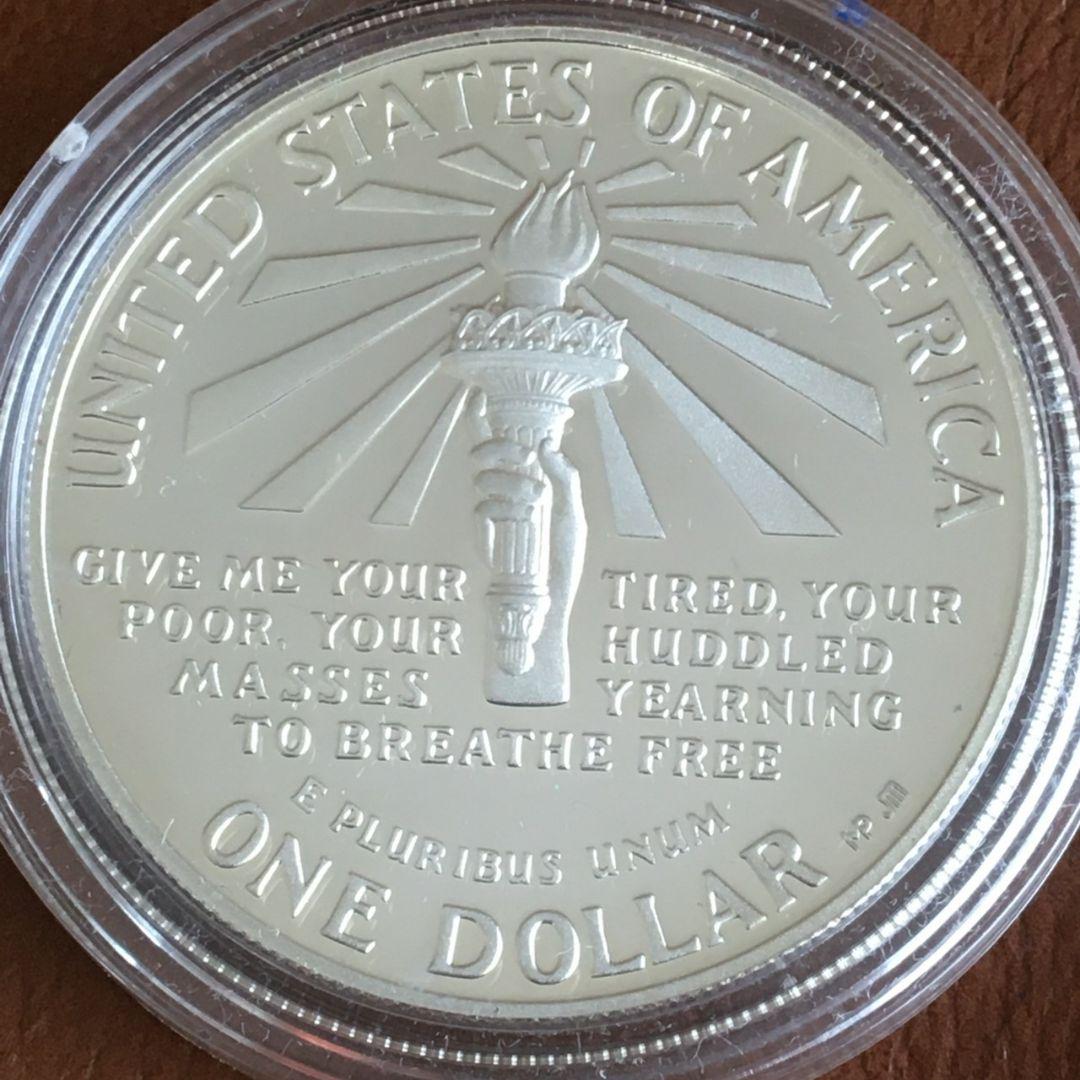 UNITED STATES OF AMERICA
GIVE ME YOUR TIRED, YOUR
POOR, YOUR HUDDLED
MASSES YEARNING
TO BREATHE FREE
E PLURIBUS UNUM
ONE DOLLAR